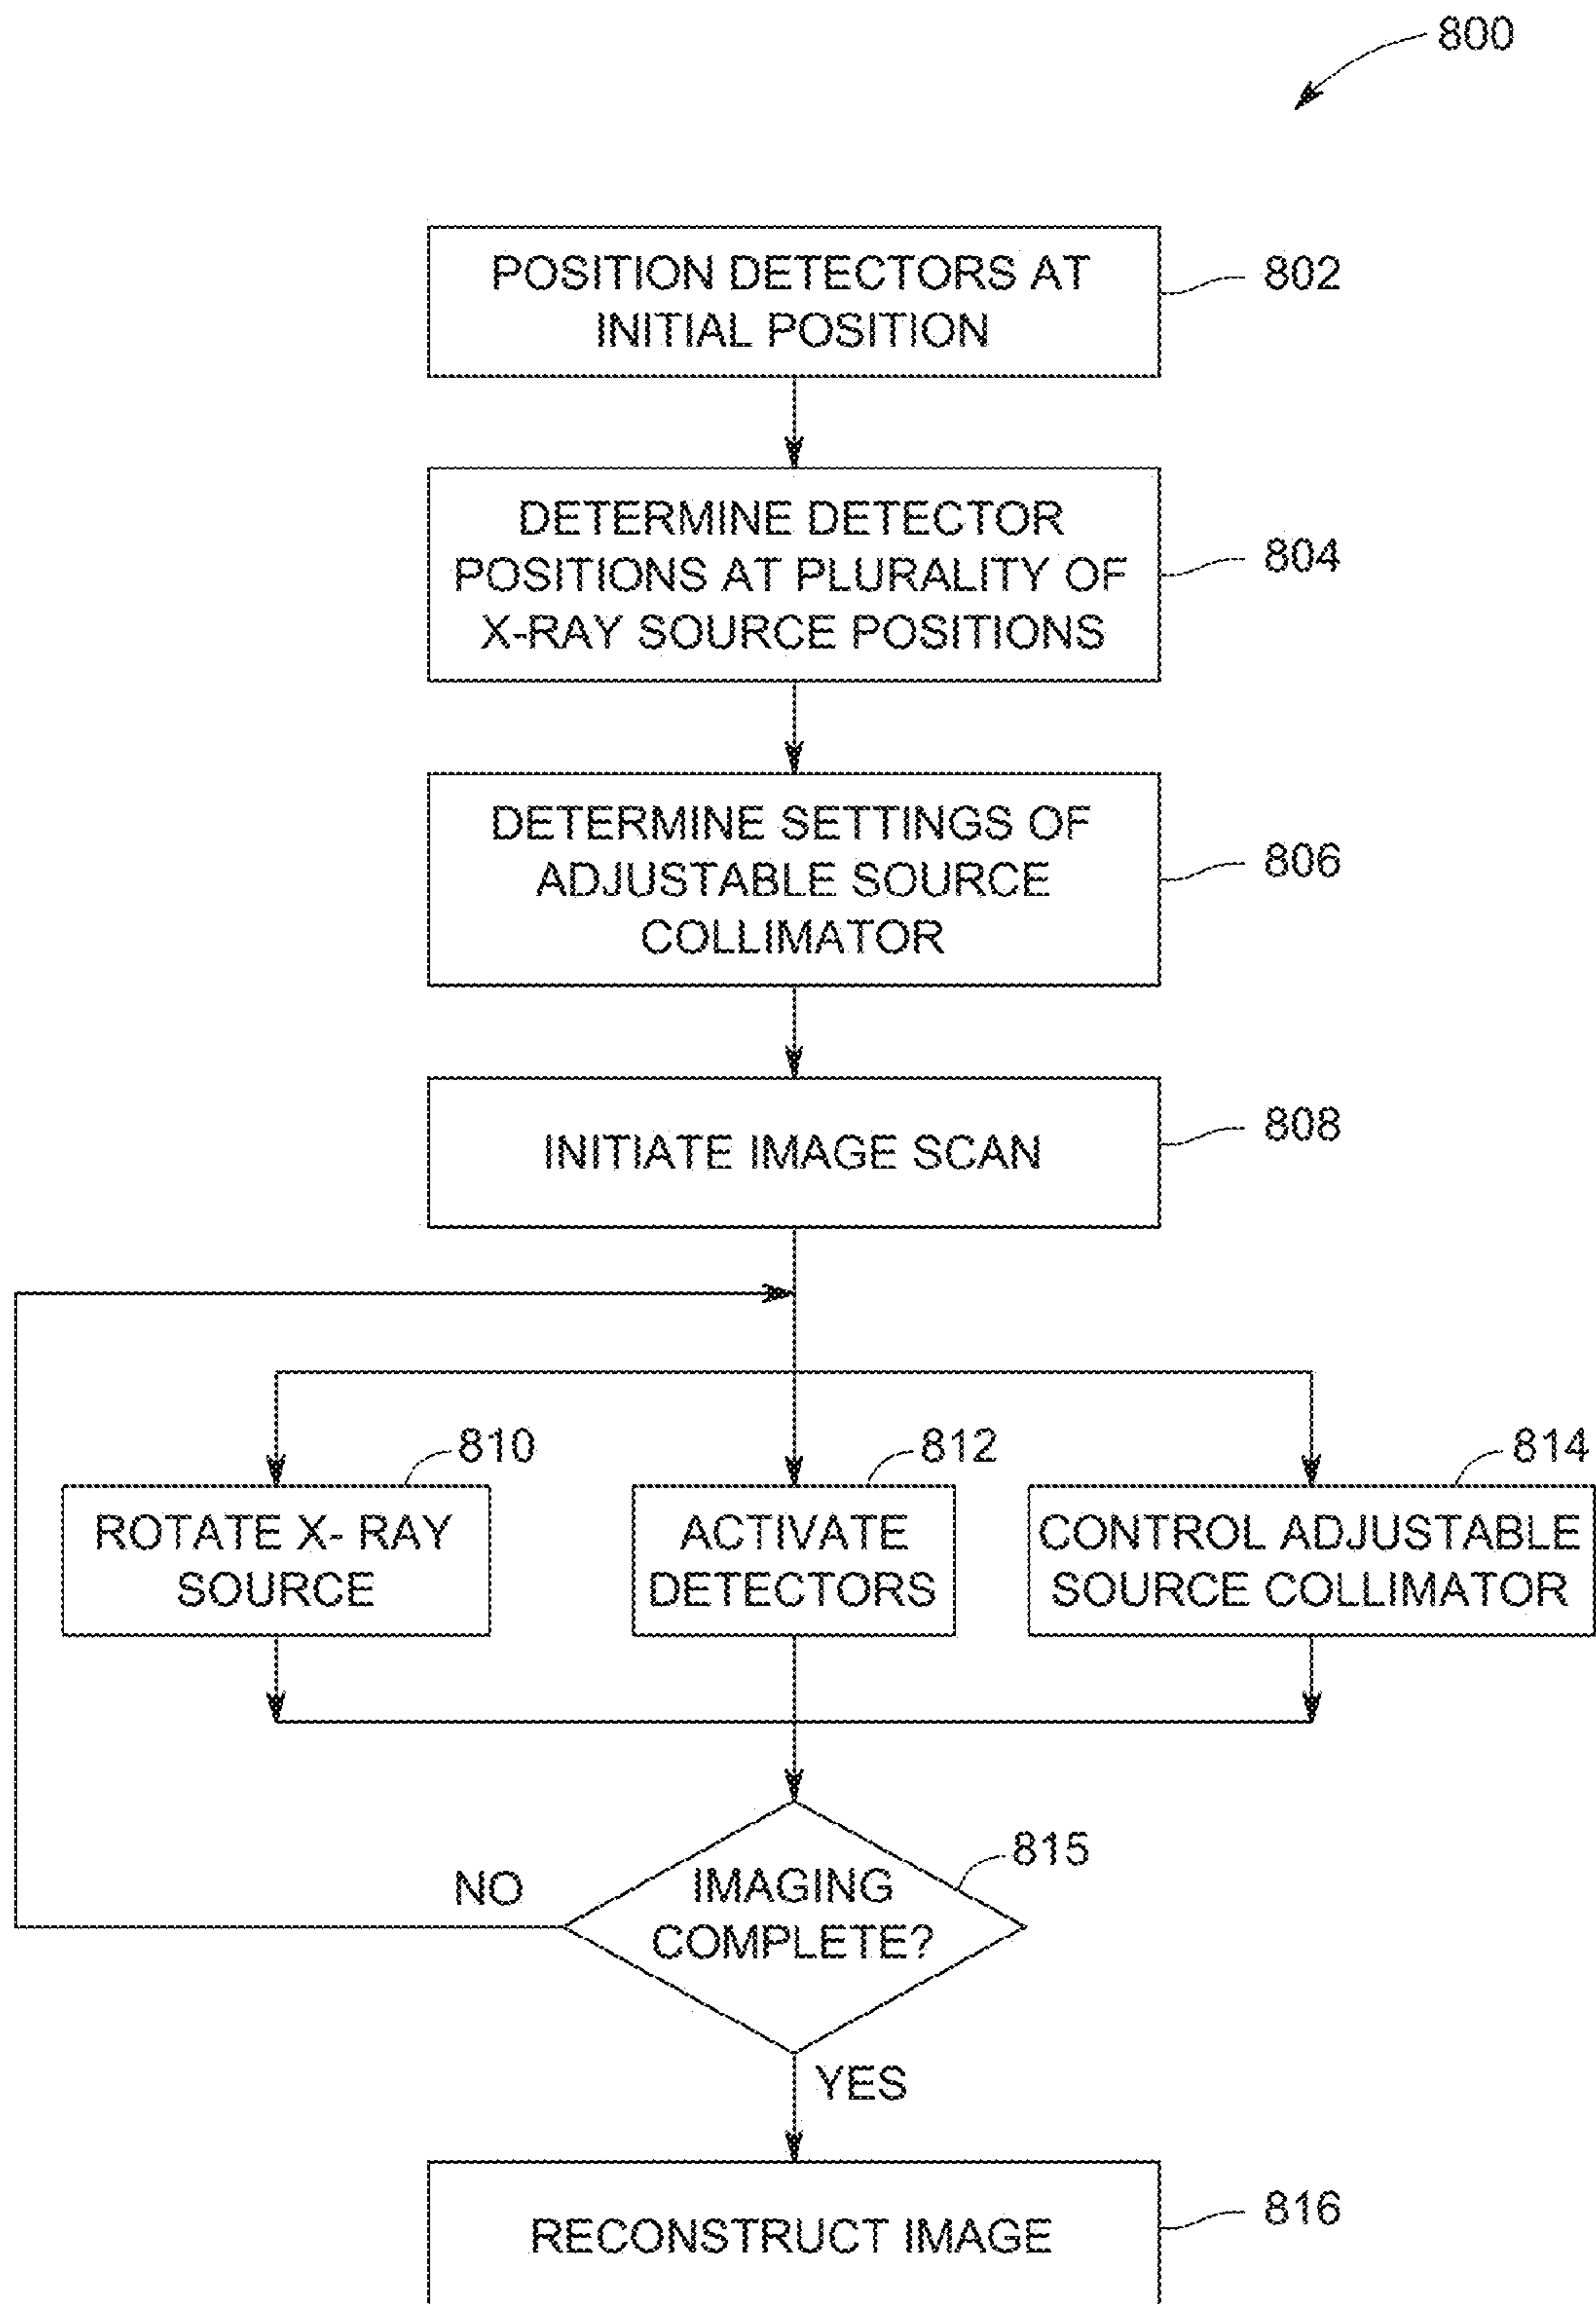 800
POSITION DETECTORS AT
INITIAL POSITION
802
DETERMINE DETECTOR
POSITIONS AT PLURALITY OF
X-RAY SOURCE POSITIONS
804
DETERMINE SETTINGS OF
ADJUSTABLE SOURCE
COLLIMATOR
806
INITIATE IMAGE SCAN
808
810
ROTATE X- RAY
SOURCE
812
ACTIVATE
DETECTORS
814
CONTROL ADJUSTABLE
SOURCE COLLIMATOR
815
IMAGING
COMPLETE?
NO
YES
RECONSTRUCT IMAGE
816